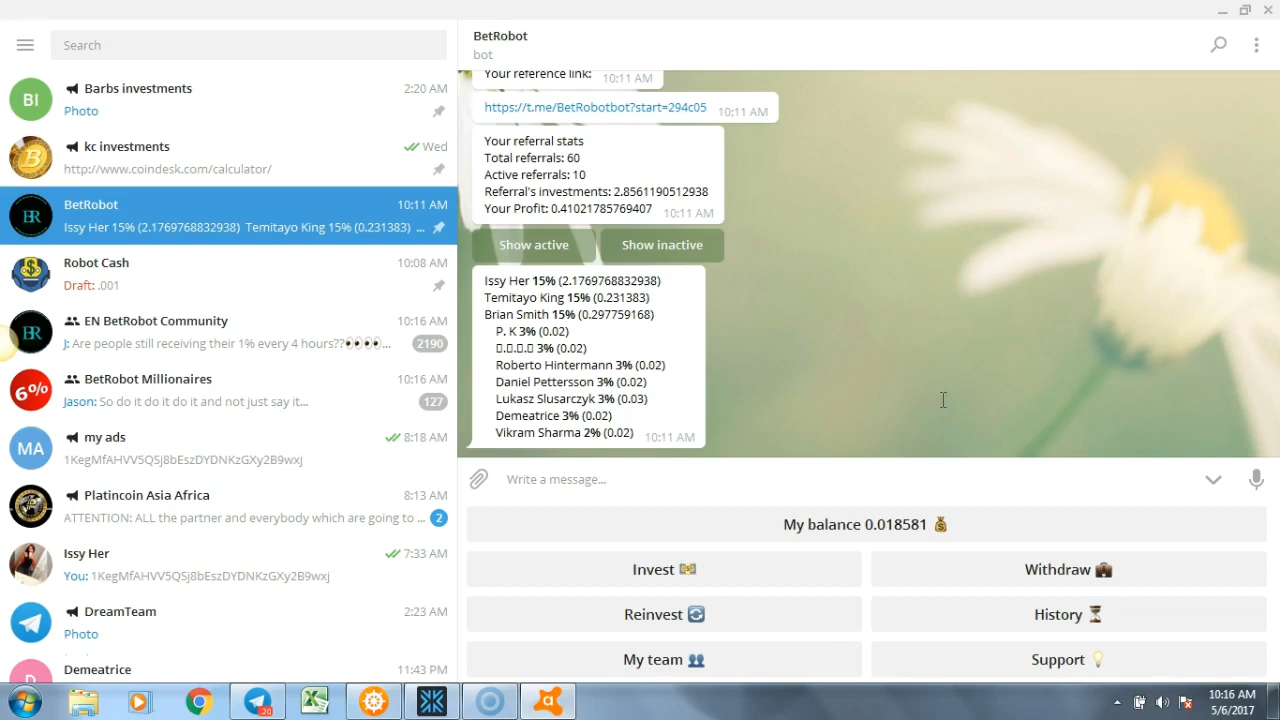 Search
BI
Barbs investments
2:20 AM
Photo
kc investments
Wed
http://www.coindesk.com/calculator/
BR
BetRobot
10:11 AM
Issy Her 15% (2.1769768832938) Temitayo King 15% (0.231383) ...
Robot Cash
10:08 AM
Draft: .001
BR
EN BetRobot Community
10:16 AM
J: Are people still receiving their 1% every 4 hours??👀👀...
2190
6%
BetRobot Millionaires
10:16 AM
Jason: So do it do it do it and not just say it...
127
MA
my ads
8:18 AM
1KegMfAHVV5QSj8bEszDYDNKzGXy2B9wxj
Platincoin Asia Africa
8:13 AM
ATTENTION: ALL the partner and everybody which are going to ...
2
Issy Her
7:33 AM
You: 1KegMfAHVV5QSj8bEszDYDNKzGXy2B9wxj
DreamTeam
2:23 AM
Photo
D
Demeatrice
11:43 PM
BetRobot
bot
Your reference link:
10:11 AM
https://t.me/BetRobotbot?start=294c05
10:11 AM
Your referral stats
Total referrals: 60
Active referrals: 10
Referral's investments: 2.8561190512938
Your Profit: 0.41021785769407
10:11 AM
Show active
Show inactive
Issy Her 15% (2.1769768832938)
Temitayo King 15% (0.231383)
Brian Smith 15% (0.297759168)
P. K 3% (0.02)
3% (0.02)
Roberto Hintermann 3% (0.02)
Daniel Pettersson 3% (0.02)
Lukasz Slusarczyk 3% (0.03)
Demeatrice 3% (0.02)
Vikram Sharma 2% (0.02)
10:11 AM
Write a message...
My balance 0.018581 💰
Invest 💵
Withdraw 💼
Reinvest 🔄
History ⏳
My team 👥
Support 💡
20
10:16 AM
5/6/2017